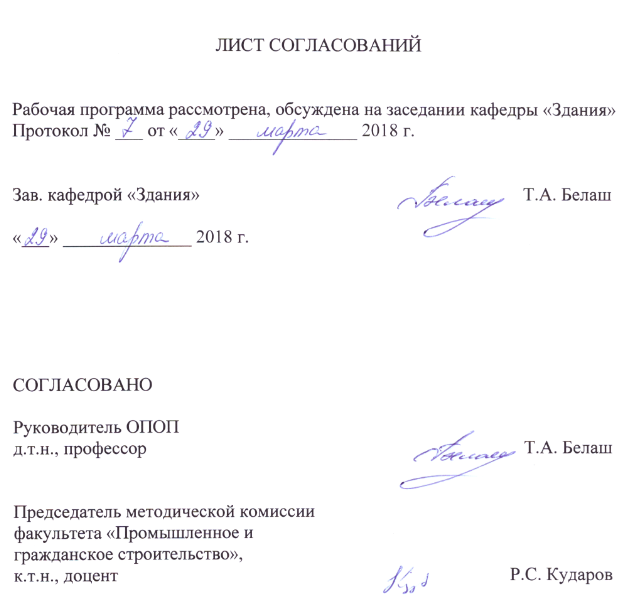 ЛИСТ СОГЛАСОВАНИЙ
Рабочая программа рассмотрена, обсуждена на заседании кафедры «Здания»
Протокол № 7 от «29» марта 2018 г.
Зав. кафедрой «Здания» Т.А. Белаш
«29» марта 2018 г.
СОГЛАСОВАНО
Руководитель ОПОП
д.т.н., профессор Т.А. Белаш
Председатель методической комиссии
факультета «Промышленное и
гражданское строительство»,
к.т.н., доцент Р.С. Кударов